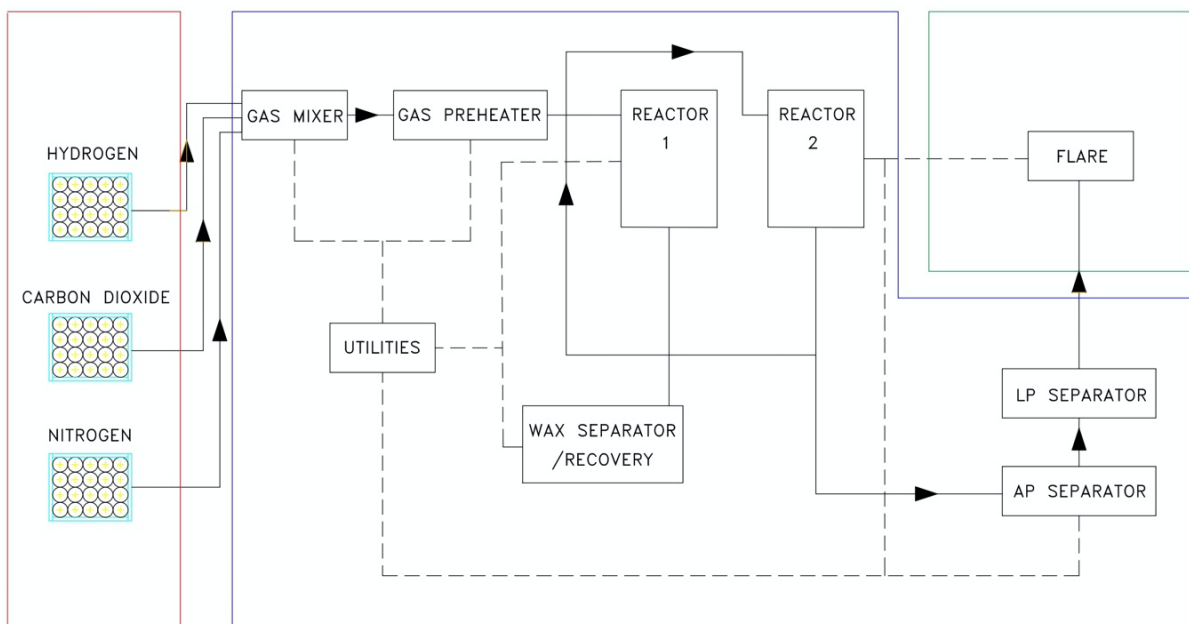 GAS MIXER
GAS PREHEATER
REACTOR
1
REACTOR
2
HYDROGEN
FLARE
CARBON DIOXIDE
UTILITIES
LP SEPARATOR
NITROGEN
WAX SEPARATOR
/RECOVERY
AP SEPARATOR